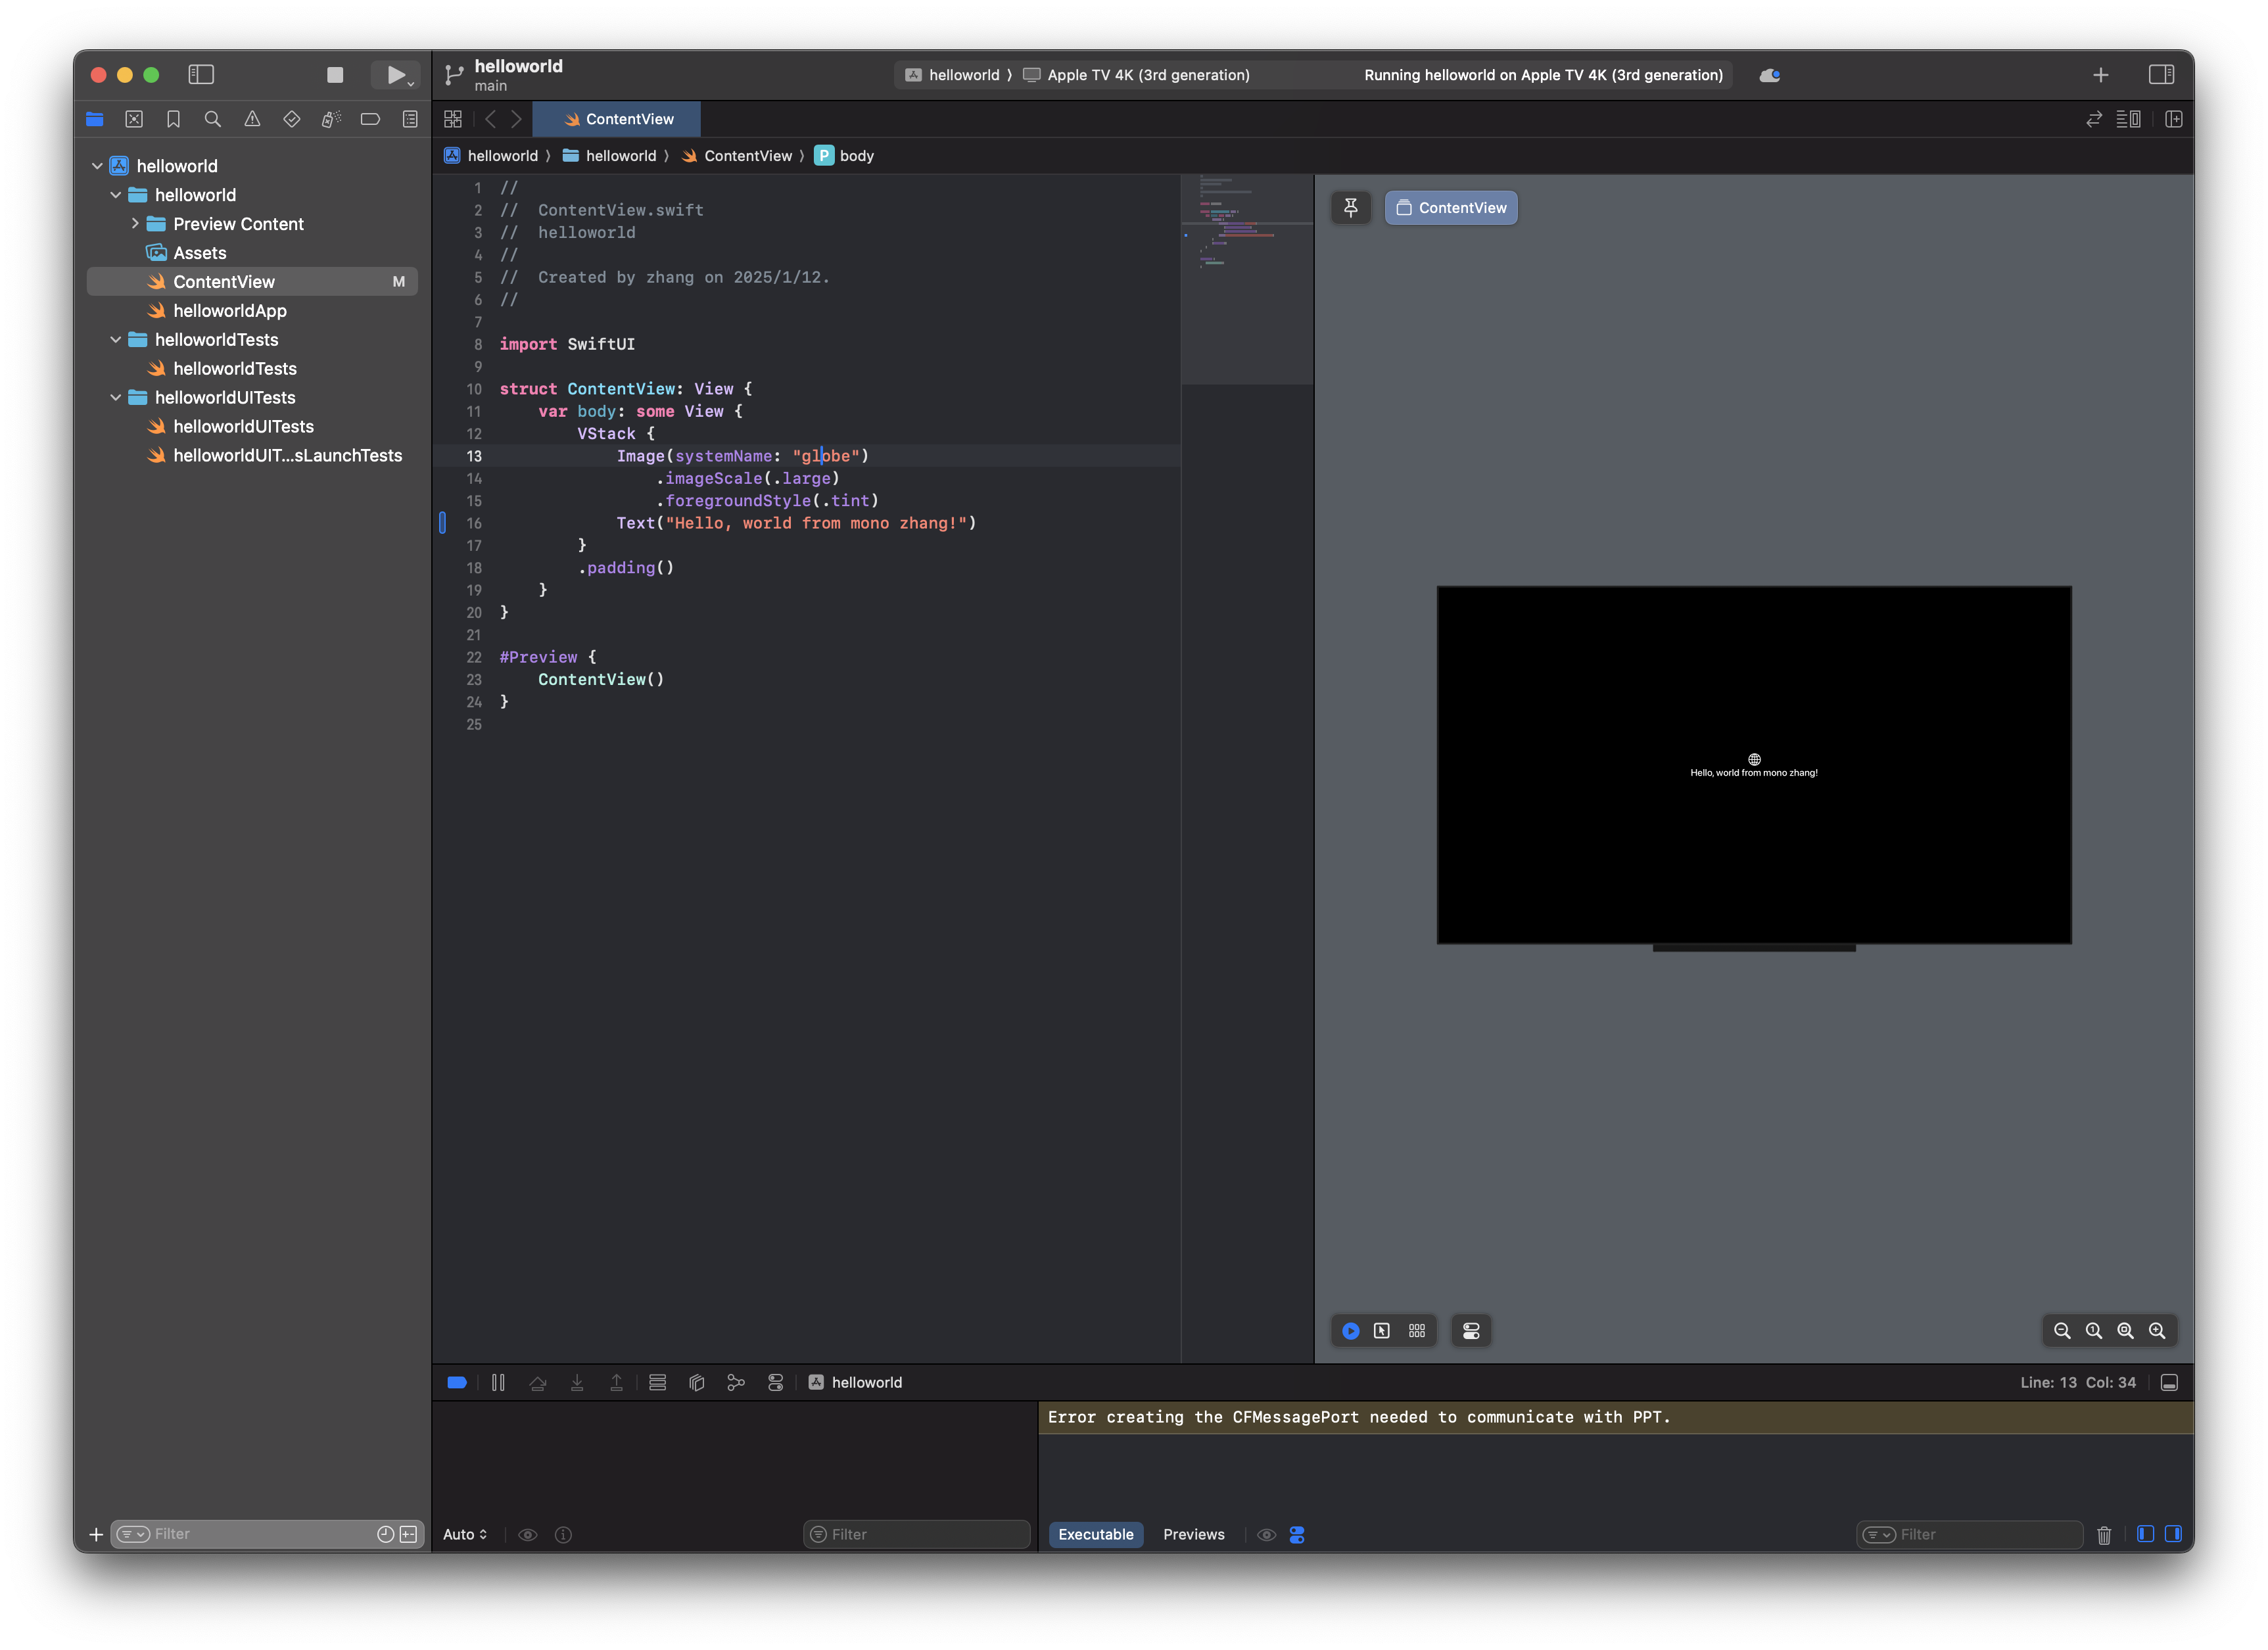 helloworld
main
helloworld 〉 Apple TV 4K (3rd generation)
Running helloworld on Apple TV 4K (3rd generation)
ContentView
helloworld 〉 helloworld 〉 ContentView 〉 P body
helloworld
helloworld
Preview Content
Assets
ContentView M
helloworldApp
helloworldTests
helloworldTests
helloworldUITests
helloworldUITests
helloworldUIT...sLaunchTests
1 //
2 //  ContentView.swift
3 //  helloworld
4 //
5 //  Created by zhang on 2025/1/12.
6 //
7
8 import SwiftUI
9
10 struct ContentView: View {
11     var body: some View {
12         VStack {
13             Image(systemName: "globe")
14                 .imageScale(.large)
15                 .foregroundStyle(.tint)
16             Text("Hello, world from mono zhang!")
17         }
18         .padding()
19     }
20 }
21
22 #Preview {
23     ContentView()
24 }
25
ContentView
Hello, world from mono zhang!
helloworld
Line: 13 Col: 34
Error creating the CFMessagePort needed to communicate with PPT.
Filter
Auto
Filter
Executable
Previews
Filter